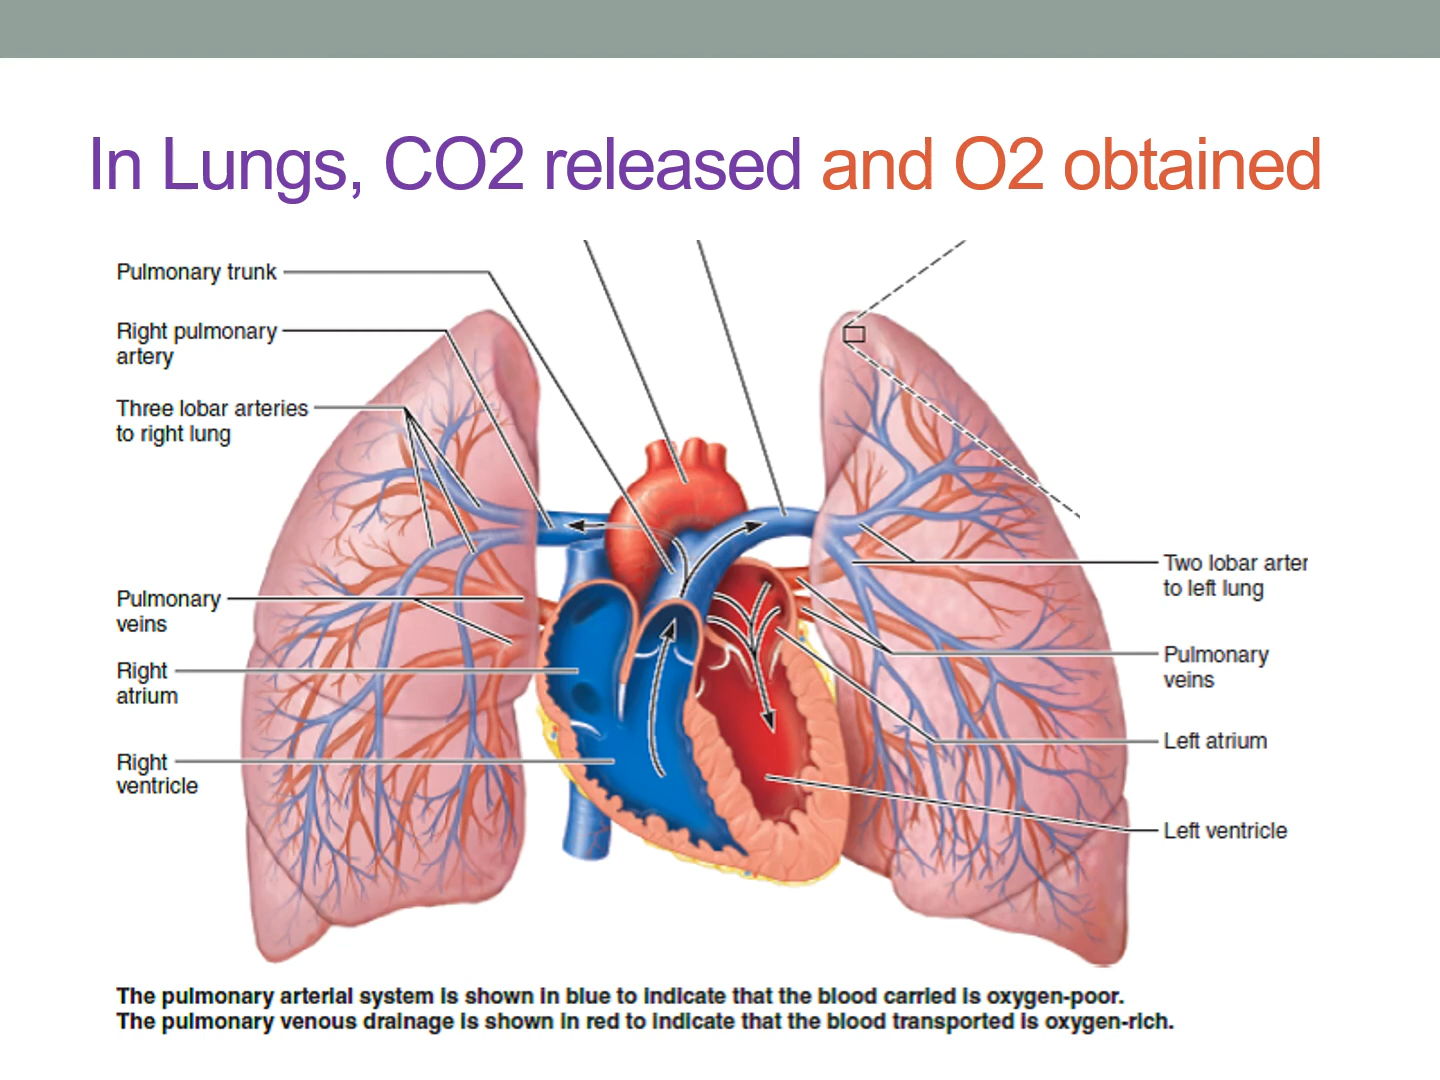 In Lungs, CO2 released and O2 obtained
Pulmonary trunk
Right pulmonary
artery
Three lobar arteries
to right lung
Pulmonary
veins
Right
atrium
Right
ventricle
Two lobar arter
to left lung
Pulmonary
veins
Left atrium
Left ventricle
The pulmonary arterial system is shown in blue to indicate that the blood carried is oxygen-poor.
The pulmonary venous drainage is shown in red to indicate that the blood transported is oxygen-rich.